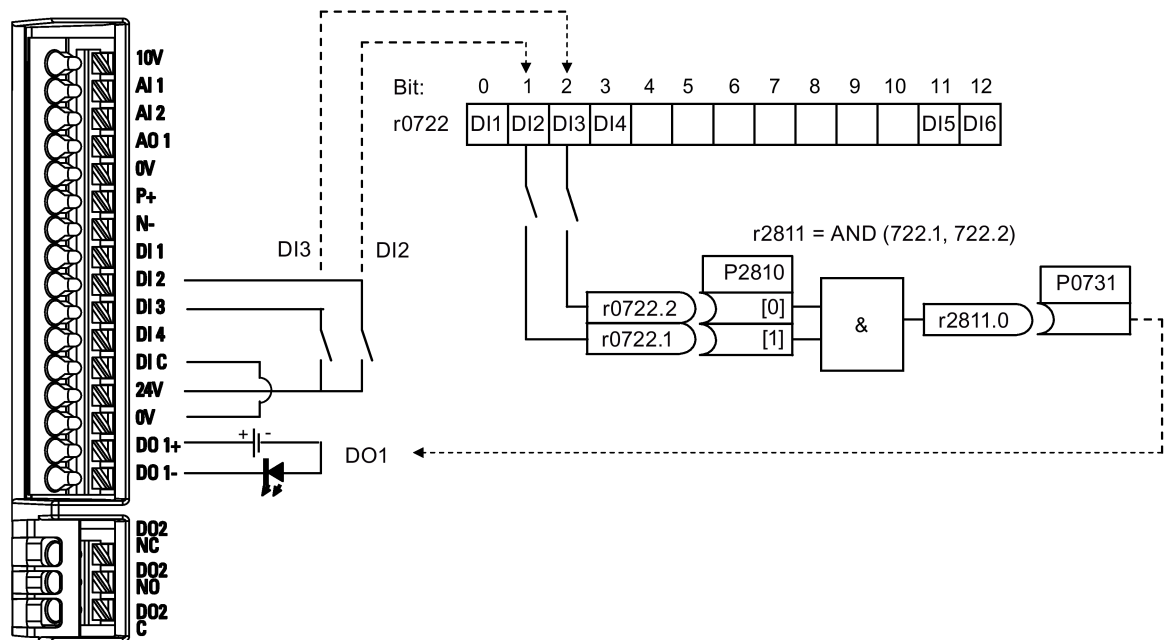 10V
AI 1
AI 2
AO 1
0V
P+
N-
DI 1
DI 2
DI 3
DI 4
DI C
24V
0V
DO 1+
DO 1-
DO2
NC
DO2
NO
DO2
C
DI3
DI2
+ -
DO1
Bit: 0 1 2 3 4 5 6 7 8 9 10 11 12
r0722 DI1 DI2 DI3 DI4 DI5 DI6
r2811 = AND (722.1, 722.2)
P2810
r0722.2 [0]
r0722.1 [1]
&
r2811.0
P0731